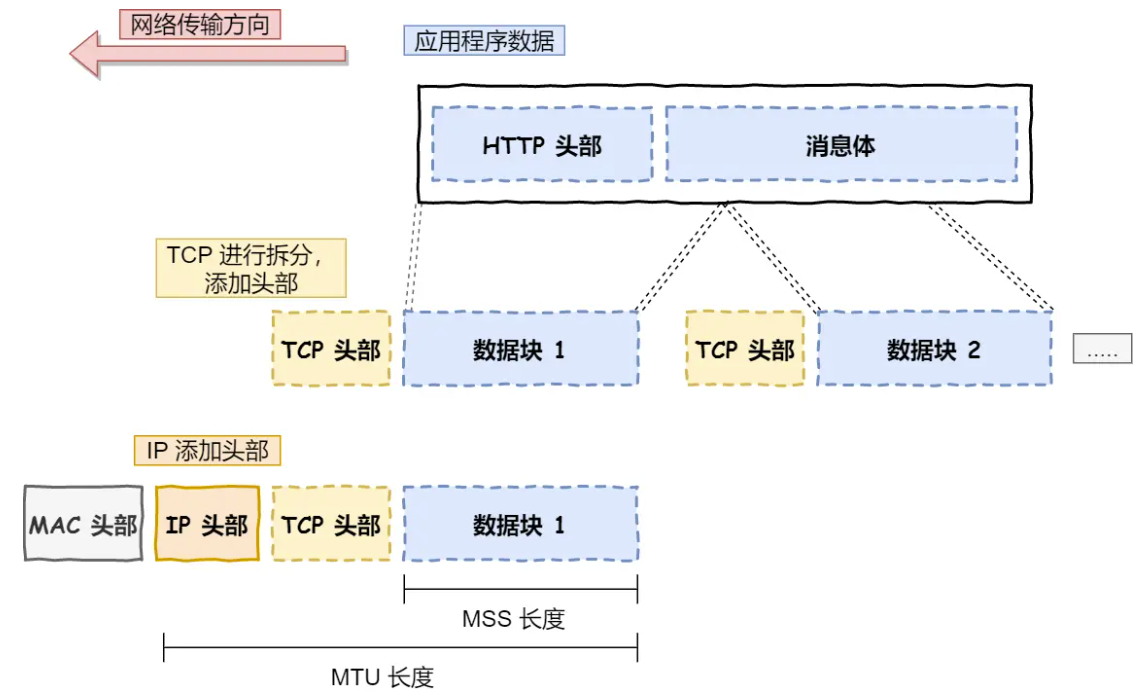 网络传输方向
应用程序数据
HTTP 头部
消息体
TCP 进行拆分，
添加头部
TCP 头部
数据块 1
TCP 头部
数据块 2
.....
IP 添加头部
MAC 头部
IP 头部
TCP 头部
数据块 1
MSS 长度
MTU 长度